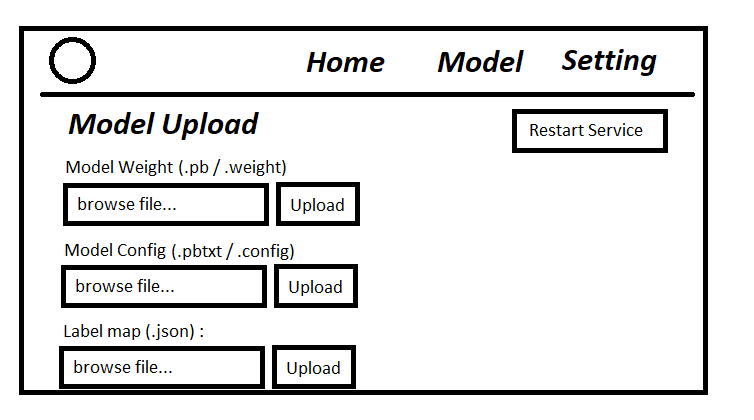 Home Model Setting
Model Upload
Restart Service
Model Weight (.pb / .weight)
browse file... Upload
Model Config (.pbtxt / .config)
browse file... Upload
Label map (.json) :
browse file... Upload